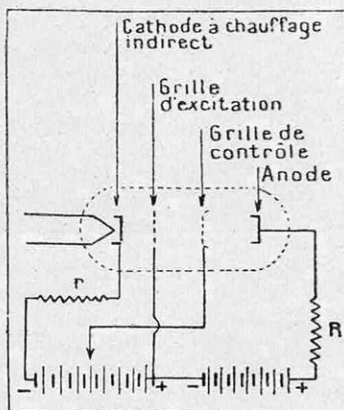 Cathode à chauffage
indirect
Grille
d'excitation
Grille de
contrôle
Anode
r
R
- + - +